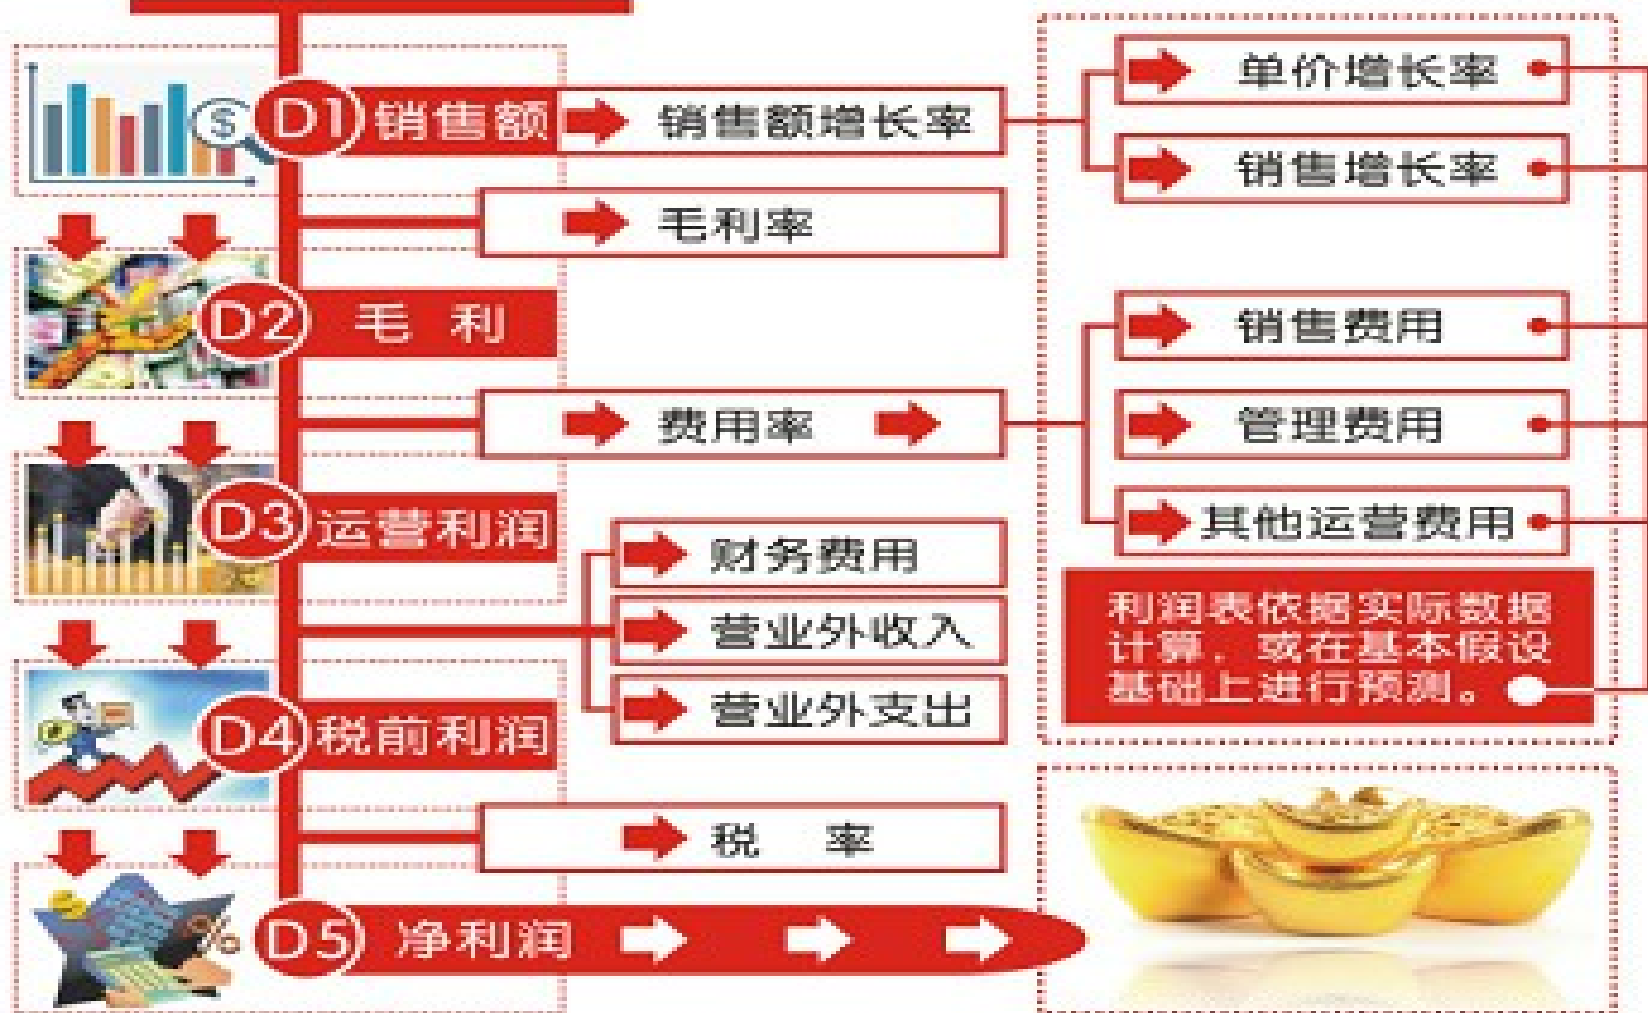 D1 销售额
销售额增长率
单价增长率
销售增长率
毛利率
D2 毛 利
费用率
销售费用
管理费用
其他运营费用
D3 运营利润
财务费用
营业外收入
营业外支出
利润表依据实际数据
计算，或在基本假设
基础上进行预测。
D4 税前利润
税 率
D5 净利润
$
%